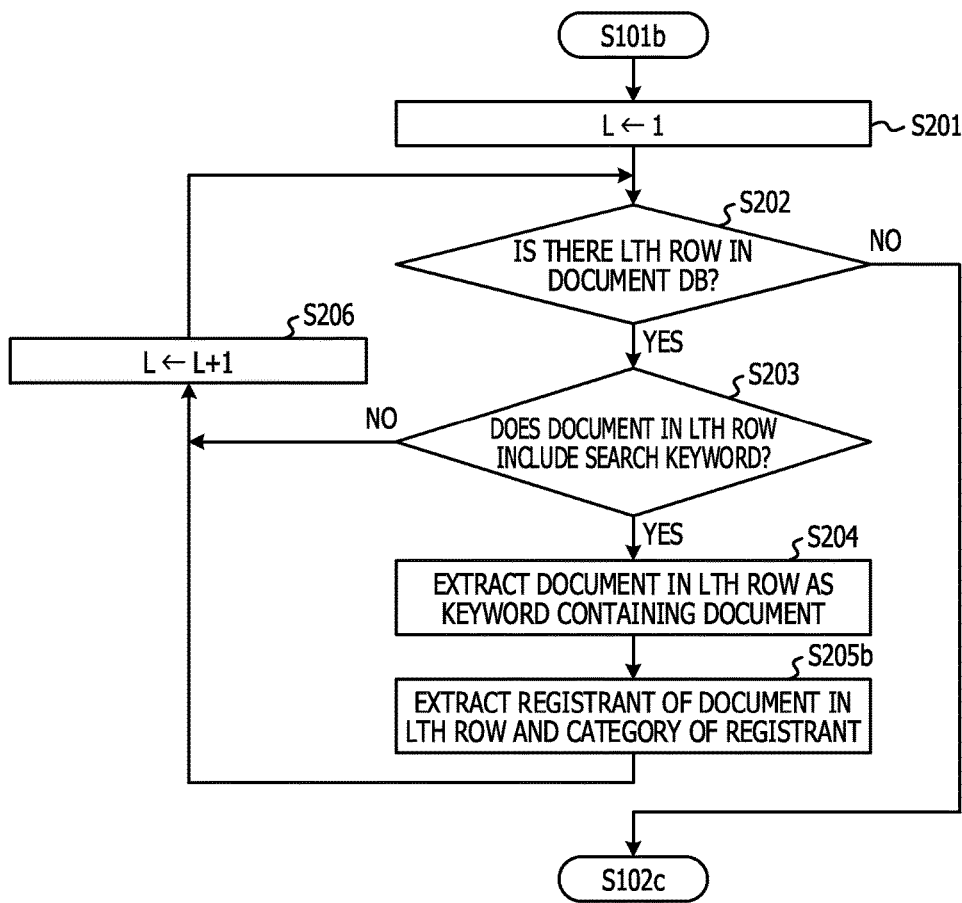 S101b
L ← 1
S201
S202
IS THERE LTH ROW IN
DOCUMENT DB?
NO
YES
S206
L ← L+1
S203
NO
DOES DOCUMENT IN LTH ROW
INCLUDE SEARCH KEYWORD?
YES
S204
EXTRACT DOCUMENT IN LTH ROW AS
KEYWORD CONTAINING DOCUMENT
S205b
EXTRACT REGISTRANT OF DOCUMENT IN
LTH ROW AND CATEGORY OF REGISTRANT
S102c